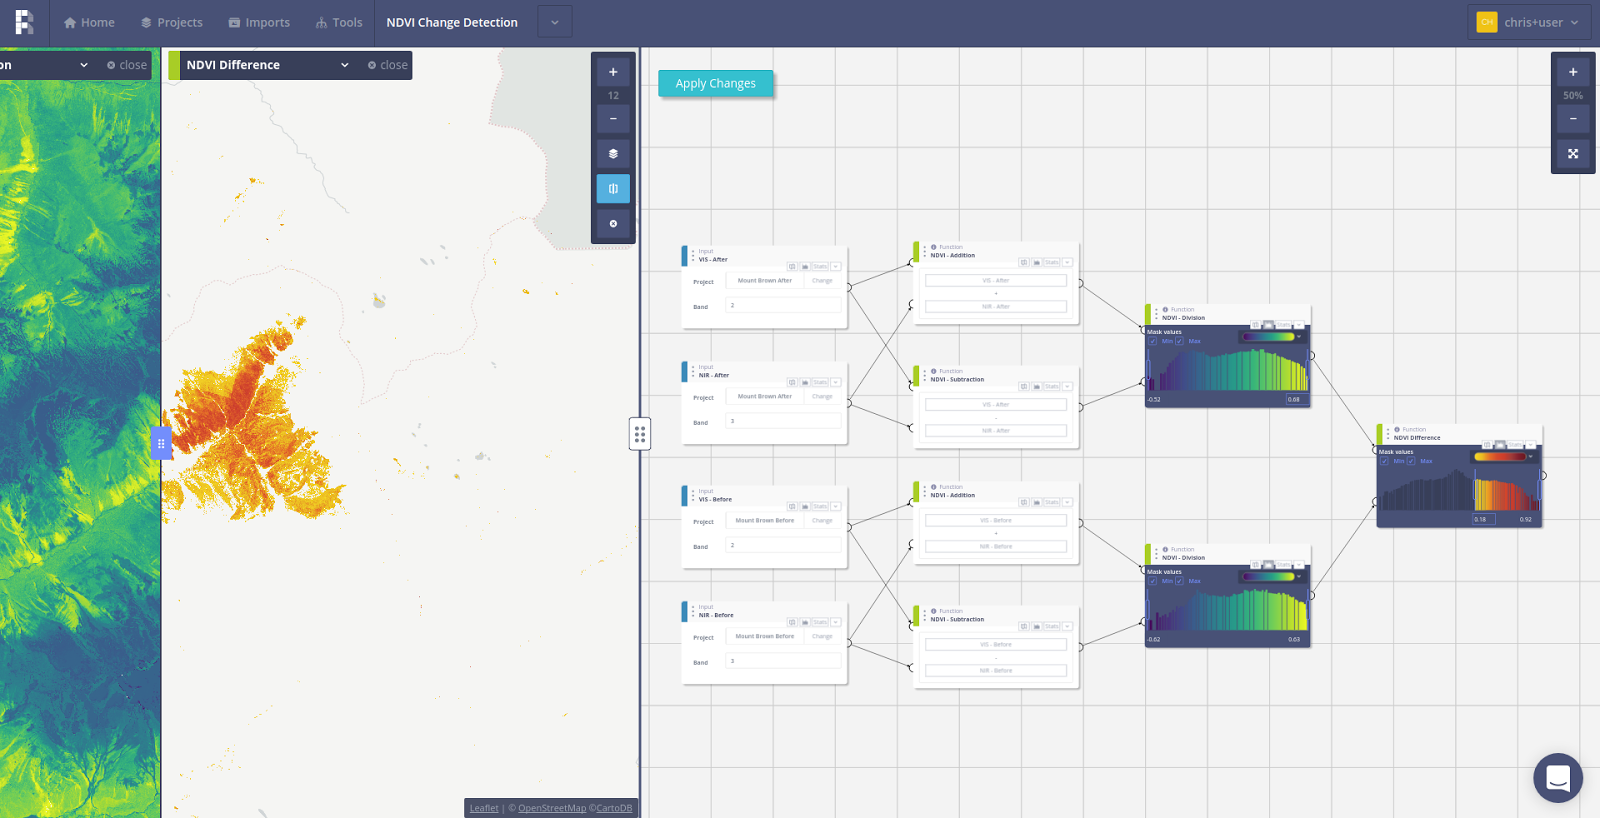 Home
Projects
Imports
Tools
NDVI Change Detection
CH
chris+user
on
close
NDVI Difference
close
+
12
−
Apply Changes
+
50%
−
Input
VIS - After
Stats
Project
Mount Brown After
Change
Band
2
Input
NIR - After
Stats
Project
Mount Brown After
Change
Band
3
Input
VIS - Before
Stats
Project
Mount Brown Before
Change
Band
2
Input
NIR - Before
Stats
Project
Mount Brown Before
Change
Band
3
Function
NDVI - Addition
Stats
VIS - After
+
NIR - After
Function
NDVI - Subtraction
Stats
VIS - After
-
NIR - After
Function
NDVI - Addition
Stats
VIS - Before
+
NIR - Before
Function
NDVI - Subtraction
Stats
VIS - Before
-
NIR - Before
Function
NDVI - Division
Stats
Mask values
Min
Max
-0.52
0.68
Function
NDVI - Division
Stats
Mask values
Min
Max
-0.62
0.63
Function
NDVI Difference
Stats
Mask values
Min
Max
0.18
0.92
Leaflet | © OpenStreetMap ©CartoDB